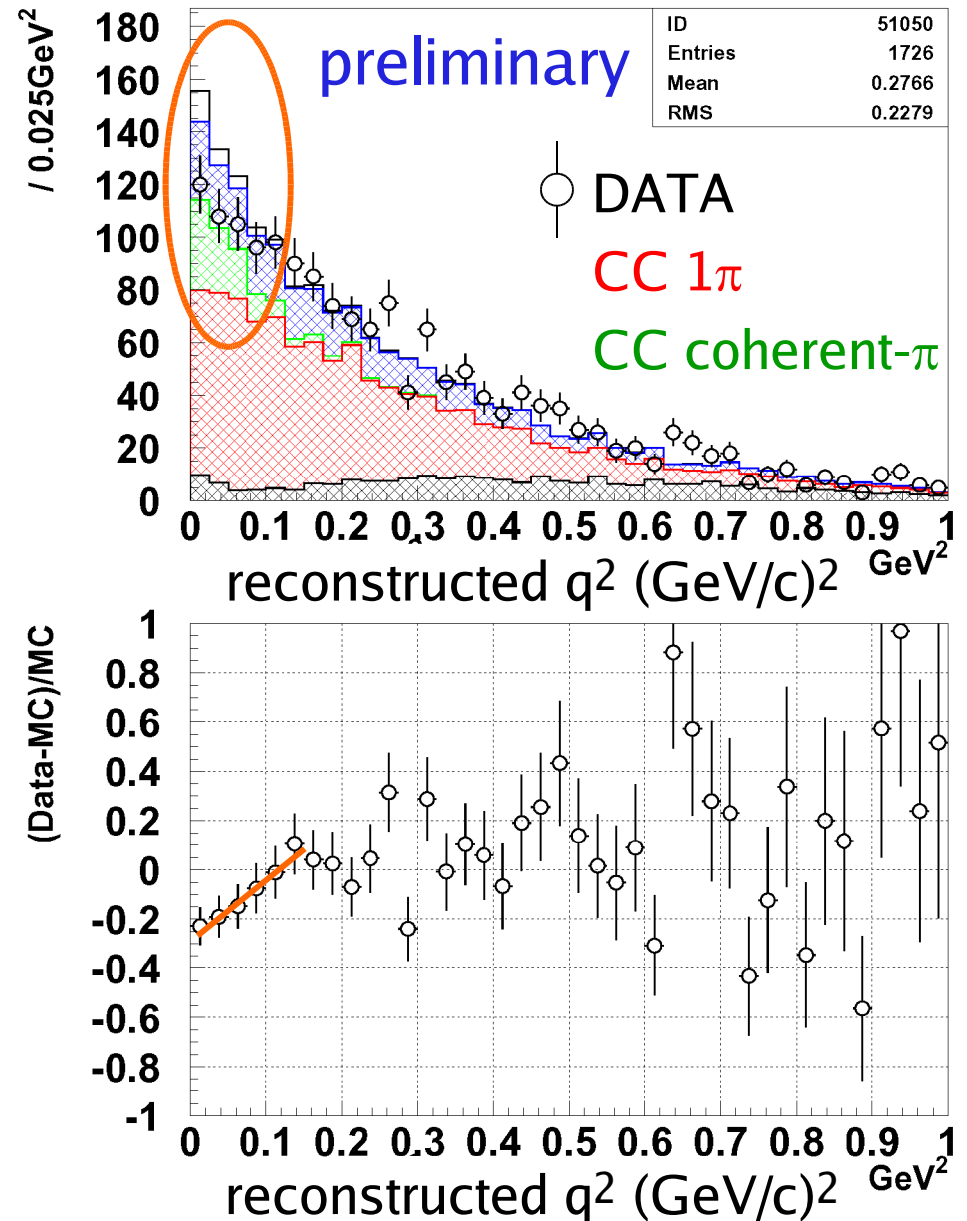 / 0.025GeV²
180
160
140
120
100
80
60
40
20
0
preliminary
ID 51050
Entries 1726
Mean 0.2766
RMS 0.2279
DATA
CC 1π
CC coherent-π
0 0.1 0.2 0.3 0.4 0.5 0.6 0.7 0.8 0.9 1
GeV²
reconstructed q² (GeV/c)²
(Data-MC)/MC
1
0.8
0.6
0.4
0.2
0
-0.2
-0.4
-0.6
-0.8
-1
0 0.1 0.2 0.3 0.4 0.5 0.6 0.7 0.8 0.9 1
GeV²
reconstructed q² (GeV/c)²